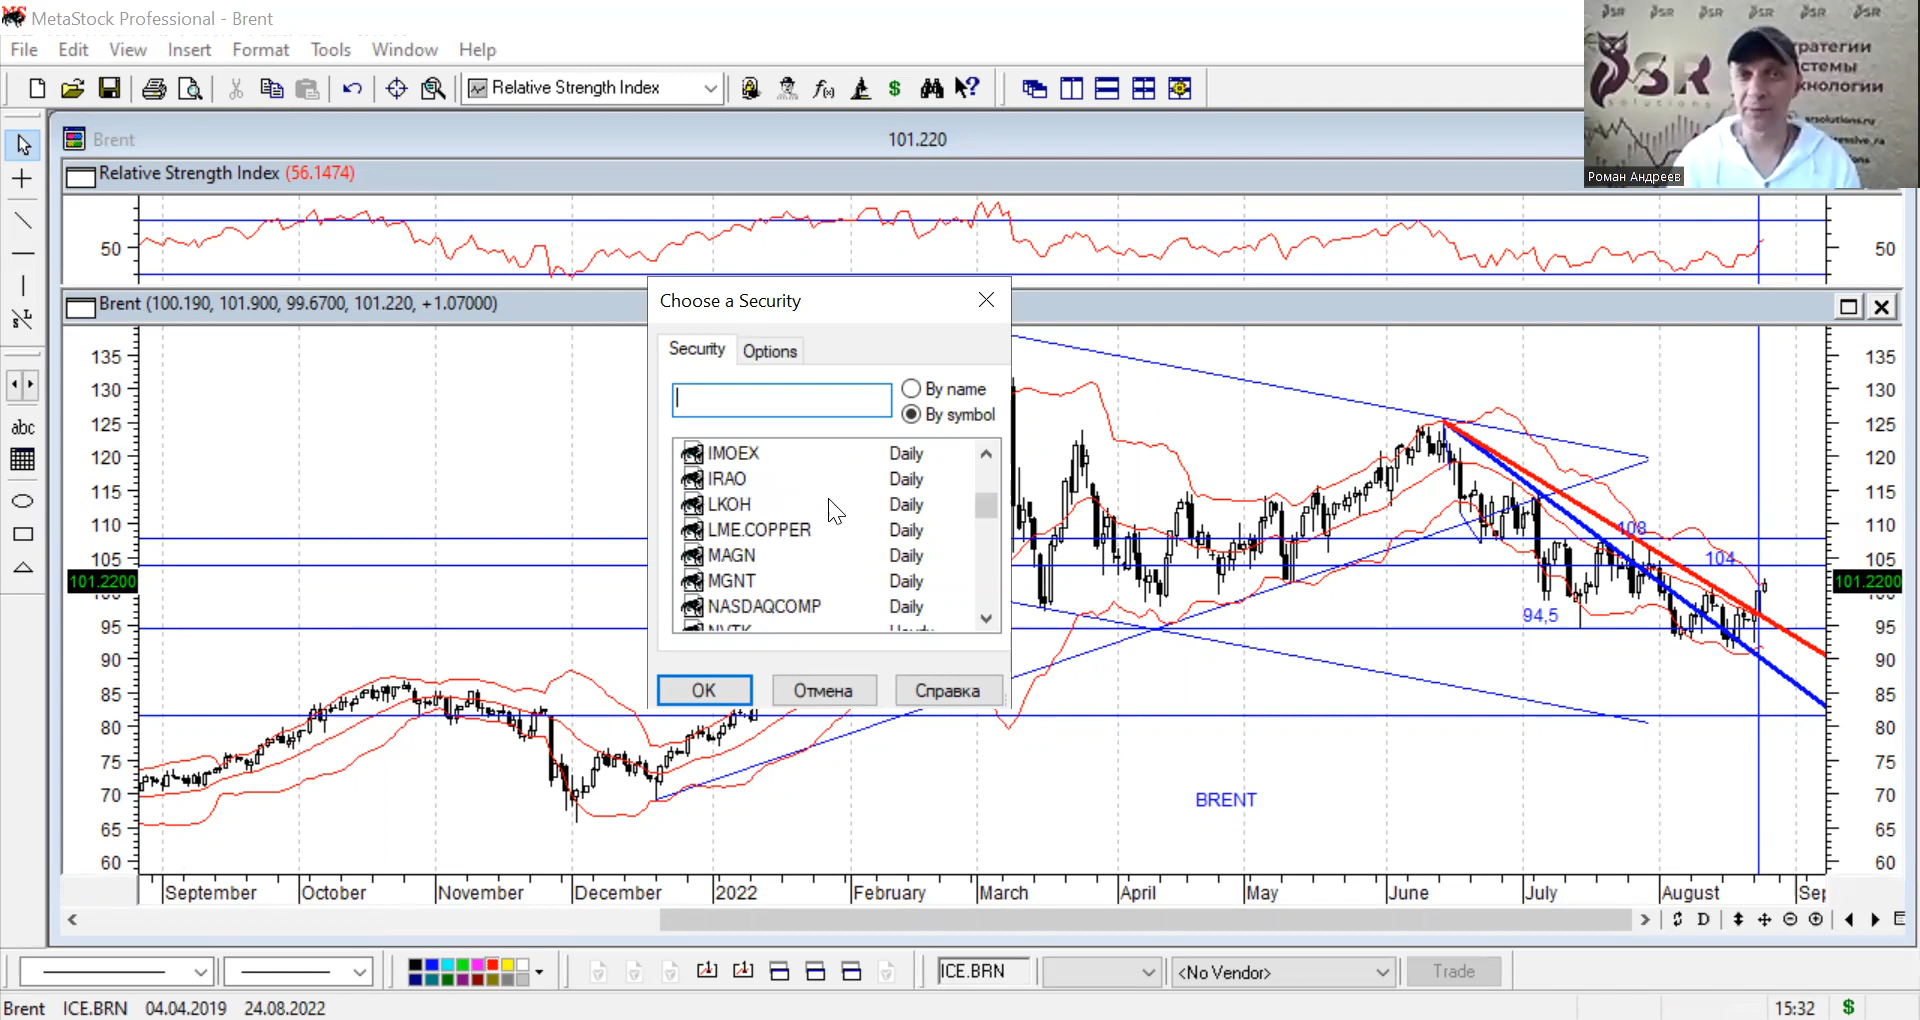 MetaStock Professional - Brent
File Edit View Insert Format Tools Window Help
Relative Strength Index
Brent 101.220
Relative Strength Index (56.1474)
50 50
Brent (100.190, 101.900, 99.6700, 101.220, +1.07000)
135 135
130 130
125 125
120 120
115 115
110 110
105 105
101.2200 101.2200
95 95
90 90
85 85
80 80
75 75
70 70
65 65
60 60
108
104
94,5
BRENT
September October November December 2022 February March April May June July August Sep
Choose a Security
Security Options
By name
By symbol
IMOEX Daily
IRAO Daily
LKOH Daily
LME.COPPER Daily
MAGN Daily
MGNT Daily
NASDAQCOMP Daily
OK Отмена Справка
abc
D
ICE.BRN <No Vendor> Trade
Brent ICE.BRN 04.04.2019 24.08.2022 15:32 $
SR
solutions
Роман Андреев